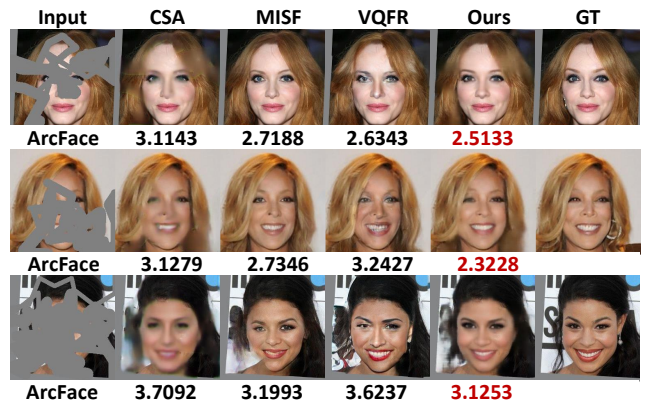 Input CSA MISF VQFR Ours GT
ArcFace 3.1143 2.7188 2.6343 2.5133
ArcFace 3.1279 2.7346 3.2427 2.3228
ArcFace 3.7092 3.1993 3.6237 3.1253